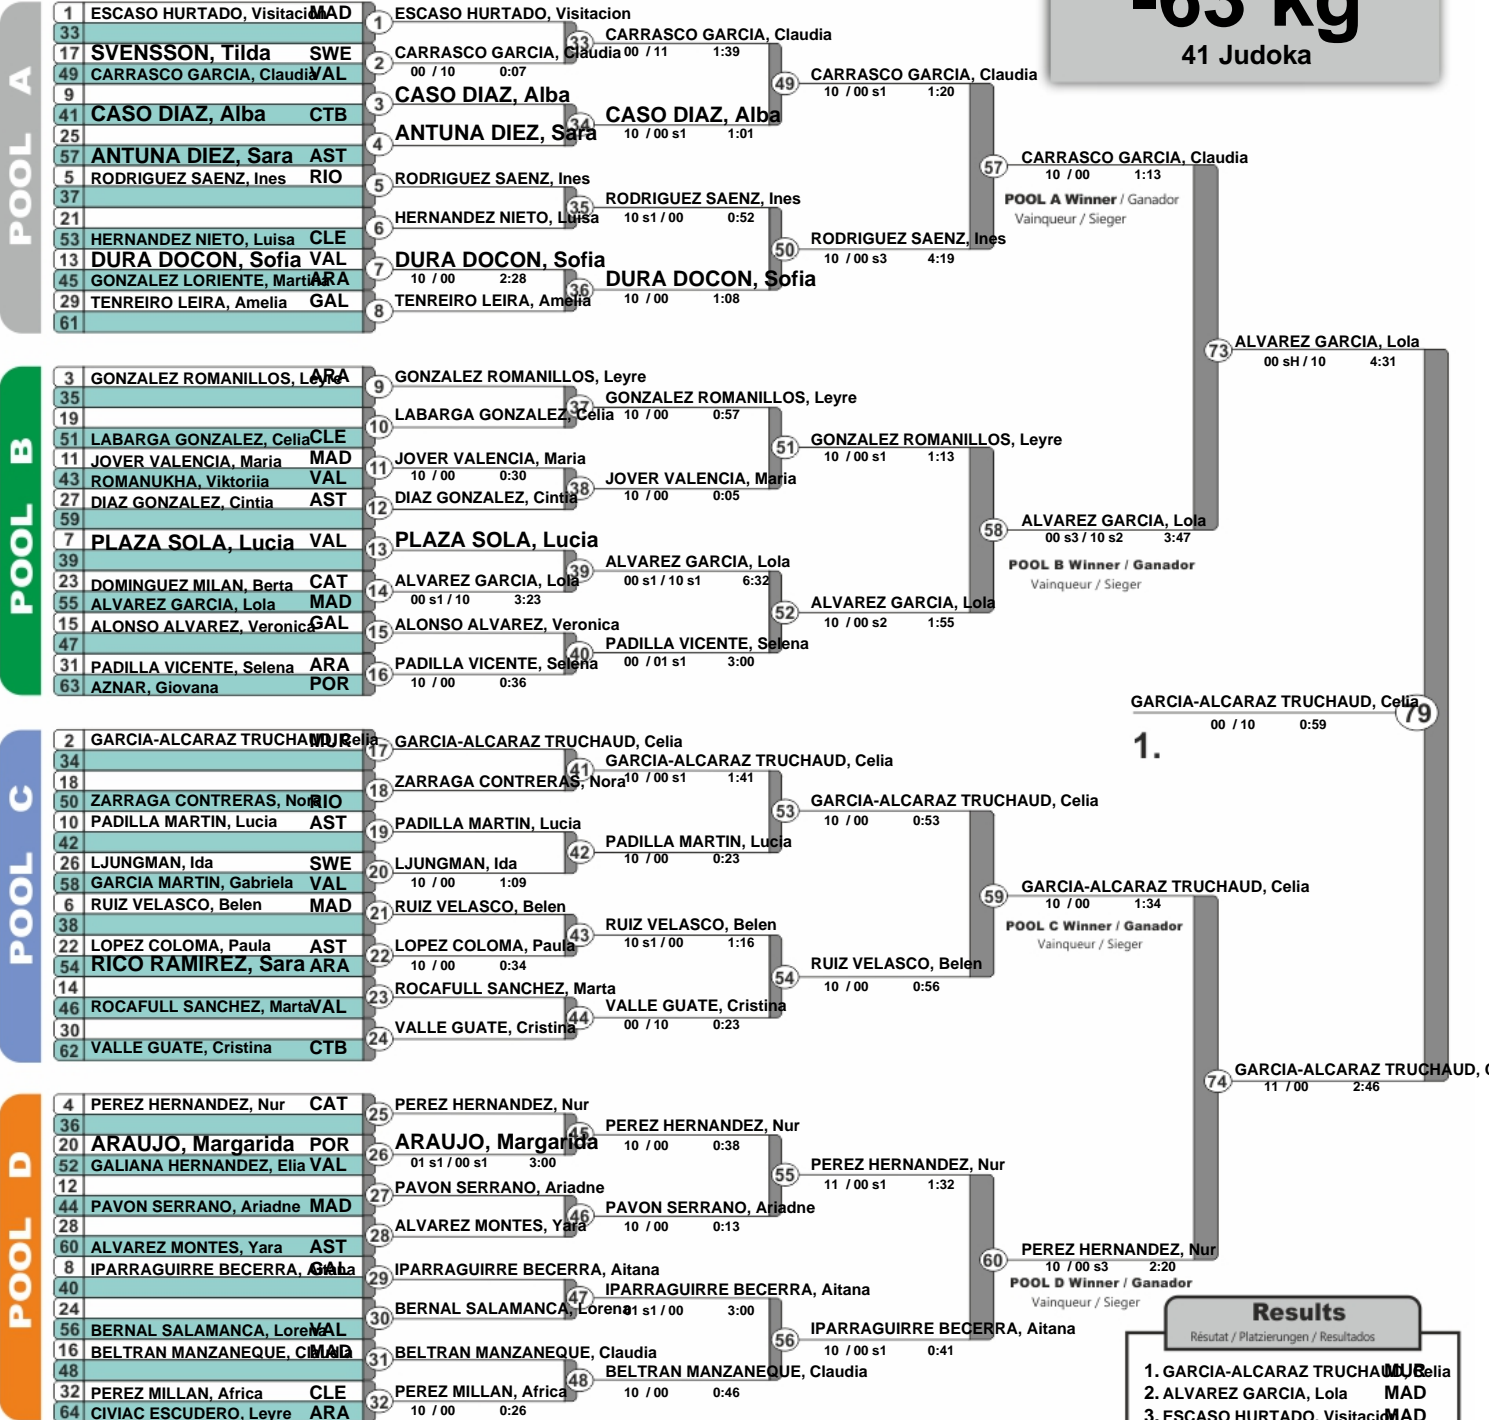 -63 kg
41 Judoka
POOL A
1 ESCASO HURTADO, Visitacion MAD
33
17 SVENSSON, Tilda SWE
49 CARRASCO GARCIA, Claudia VAL
9
41 CASO DIAZ, Alba CTB
25
57 ANTUNA DIEZ, Sara AST
5 RODRIGUEZ SAENZ, Ines RIO
37
21
53 HERNANDEZ NIETO, Luisa CLE
13 DURA DOCON, Sofia VAL
45 GONZALEZ LORIENTE, Martina ARA
29 TENREIRO LEIRA, Amelia GAL
61
1 ESCASO HURTADO, Visitacion
2 CARRASCO GARCIA, Claudia
00 / 10 0:07
3 CASO DIAZ, Alba
4 ANTUNA DIEZ, Sara
5 RODRIGUEZ SAENZ, Ines
6 HERNANDEZ NIETO, Luisa
7 DURA DOCON, Sofia
10 / 00 2:28
8 TENREIRO LEIRA, Amelia
33 CARRASCO GARCIA, Claudia
00 / 11 1:39
34 CASO DIAZ, Alba
10 / 00 s1 1:01
35 RODRIGUEZ SAENZ, Ines
10 s1 / 00 0:52
36 DURA DOCON, Sofia
10 / 00 1:08
49 CARRASCO GARCIA, Claudia
10 / 00 s1 1:20
50 RODRIGUEZ SAENZ, Ines
10 / 00 s3 4:19
57 CARRASCO GARCIA, Claudia
10 / 00 1:13
POOL A Winner / Ganador
Vainqueur / Sieger
POOL B
3 GONZALEZ ROMANILLOS, Leyre ARA
35
19
51 LABARGA GONZALEZ, Celia CLE
11 JOVER VALENCIA, Maria MAD
43 ROMANUKHA, Viktoriia VAL
27 DIAZ GONZALEZ, Cintia AST
59
7 PLAZA SOLA, Lucia VAL
39
23 DOMINGUEZ MILAN, Berta CAT
55 ALVAREZ GARCIA, Lola MAD
15 ALONSO ALVAREZ, Veronica GAL
47
31 PADILLA VICENTE, Selena ARA
63 AZNAR, Giovana POR
9 GONZALEZ ROMANILLOS, Leyre
10 LABARGA GONZALEZ, Celia
11 JOVER VALENCIA, Maria
10 / 00 0:30
12 DIAZ GONZALEZ, Cintia
13 PLAZA SOLA, Lucia
14 ALVAREZ GARCIA, Lola
00 s1 / 10 3:23
15 ALONSO ALVAREZ, Veronica
16 PADILLA VICENTE, Selena
10 / 00 0:36
37 GONZALEZ ROMANILLOS, Leyre
10 / 00 0:57
38 JOVER VALENCIA, Maria
10 / 00 0:05
39 ALVAREZ GARCIA, Lola
00 s1 / 10 s1 6:32
40 PADILLA VICENTE, Selena
00 / 01 s1 3:00
51 GONZALEZ ROMANILLOS, Leyre
10 / 00 s1 1:13
52 ALVAREZ GARCIA, Lola
10 / 00 s2 1:55
58 ALVAREZ GARCIA, Lola
00 s3 / 10 s2 3:47
POOL B Winner / Ganador
Vainqueur / Sieger
73 ALVAREZ GARCIA, Lola
00 sH / 10 4:31
GARCIA-ALCARAZ TRUCHAUD, Celia 79
00 / 10 0:59
1.
POOL C
2 GARCIA-ALCARAZ TRUCHAUD, Celia MUR
34
18
50 ZARRAGA CONTRERAS, Nora RIO
10 PADILLA MARTIN, Lucia AST
42
26 LJUNGMAN, Ida SWE
58 GARCIA MARTIN, Gabriela VAL
6 RUIZ VELASCO, Belen MAD
38
22 LOPEZ COLOMA, Paula AST
54 RICO RAMIREZ, Sara ARA
14
46 ROCAFULL SANCHEZ, Marta VAL
30
62 VALLE GUATE, Cristina CTB
17 GARCIA-ALCARAZ TRUCHAUD, Celia
18 ZARRAGA CONTRERAS, Nora
19 PADILLA MARTIN, Lucia
20 LJUNGMAN, Ida
10 / 00 1:09
21 RUIZ VELASCO, Belen
22 LOPEZ COLOMA, Paula
10 / 00 0:34
23 ROCAFULL SANCHEZ, Marta
24 VALLE GUATE, Cristina
41 GARCIA-ALCARAZ TRUCHAUD, Celia
10 / 00 s1 1:41
42 PADILLA MARTIN, Lucia
10 / 00 0:23
43 RUIZ VELASCO, Belen
10 s1 / 00 1:16
44 VALLE GUATE, Cristina
00 / 10 0:23
53 GARCIA-ALCARAZ TRUCHAUD, Celia
10 / 00 0:53
54 RUIZ VELASCO, Belen
10 / 00 0:56
59 GARCIA-ALCARAZ TRUCHAUD, Celia
10 / 00 1:34
POOL C Winner / Ganador
Vainqueur / Sieger
74 GARCIA-ALCARAZ TRUCHAUD, C
11 / 00 2:46
POOL D
4 PEREZ HERNANDEZ, Nur CAT
36
20 ARAUJO, Margarida POR
52 GALIANA HERNANDEZ, Elia VAL
12
44 PAVON SERRANO, Ariadne MAD
28
60 ALVAREZ MONTES, Yara AST
8 IPARRAGUIRRE BECERRA, Aitana GAL
40
24
56 BERNAL SALAMANCA, Lorena VAL
16 BELTRAN MANZANEQUE, Claudia MAD
48
32 PEREZ MILLAN, Africa CLE
64 CIVIAC ESCUDERO, Leyre ARA
25 PEREZ HERNANDEZ, Nur
26 ARAUJO, Margarida
01 s1 / 00 s1 3:00
27 PAVON SERRANO, Ariadne
28 ALVAREZ MONTES, Yara
29 IPARRAGUIRRE BECERRA, Aitana
30 BERNAL SALAMANCA, Lorena
31 BELTRAN MANZANEQUE, Claudia
32 PEREZ MILLAN, Africa
10 / 00 0:26
45 PEREZ HERNANDEZ, Nur
10 / 00 0:38
46 PAVON SERRANO, Ariadne
10 / 00 0:13
47 IPARRAGUIRRE BECERRA, Aitana
01 s1 / 00 3:00
48 BELTRAN MANZANEQUE, Claudia
10 / 00 0:46
55 PEREZ HERNANDEZ, Nur
11 / 00 s1 1:32
56 IPARRAGUIRRE BECERRA, Aitana
10 / 00 s1 0:41
60 PEREZ HERNANDEZ, Nur
10 / 00 s3 2:20
POOL D Winner / Ganador
Vainqueur / Sieger
Results
Résutat / Platzierungen / Resultados
1. GARCIA-ALCARAZ TRUCHAUD, Celia MUR
2. ALVAREZ GARCIA, Lola MAD
3. ESCASO HURTADO, Visitacion MAD